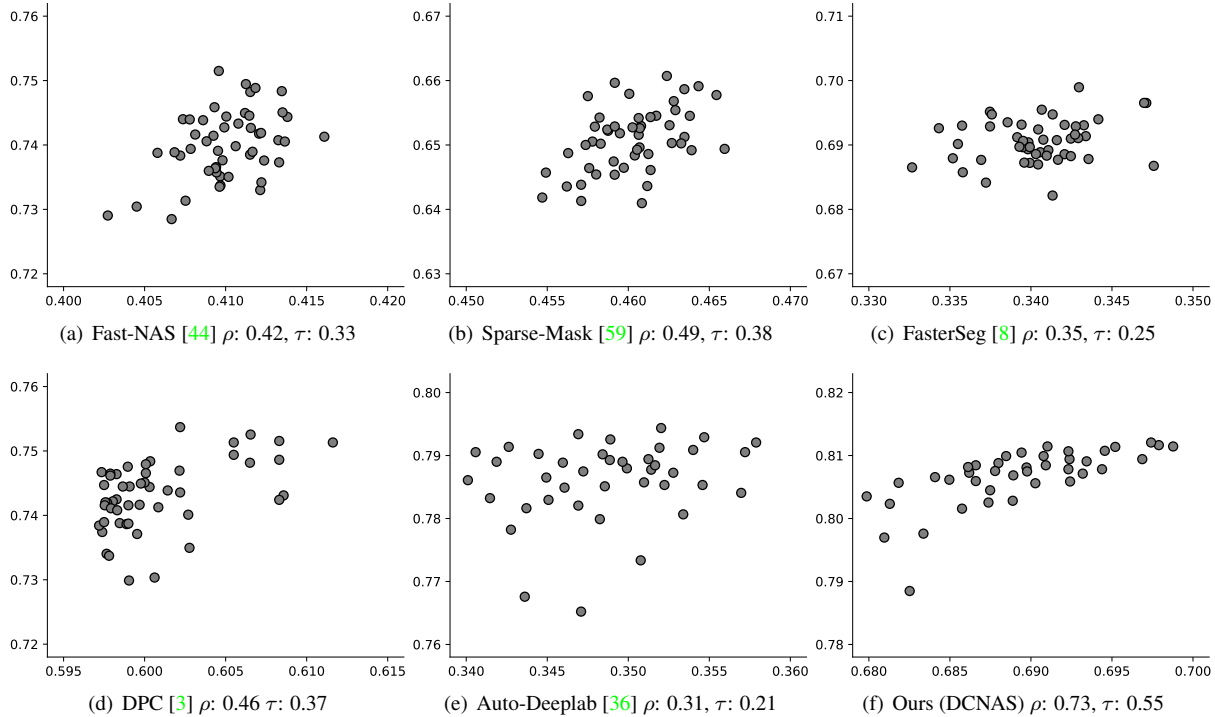 0.76
0.75
0.74
0.73
0.72
0.400 0.405 0.410 0.415 0.420
(a) Fast-NAS [44] ρ: 0.42, τ: 0.33
0.67
0.66
0.65
0.64
0.63
0.450 0.455 0.460 0.465 0.470
(b) Sparse-Mask [59] ρ: 0.49, τ: 0.38
0.71
0.70
0.69
0.68
0.67
0.330 0.335 0.340 0.345 0.350
(c) FasterSeg [8] ρ: 0.35, τ: 0.25
0.76
0.75
0.74
0.73
0.72
0.595 0.600 0.605 0.610 0.615
(d) DPC [3] ρ: 0.46 τ: 0.37
0.80
0.79
0.78
0.77
0.76
0.340 0.345 0.350 0.355 0.360
(e) Auto-Deeplab [36] ρ: 0.31, τ: 0.21
0.82
0.81
0.80
0.79
0.78
0.680 0.685 0.690 0.695 0.700
(f) Ours (DCNAS) ρ: 0.73, τ: 0.55